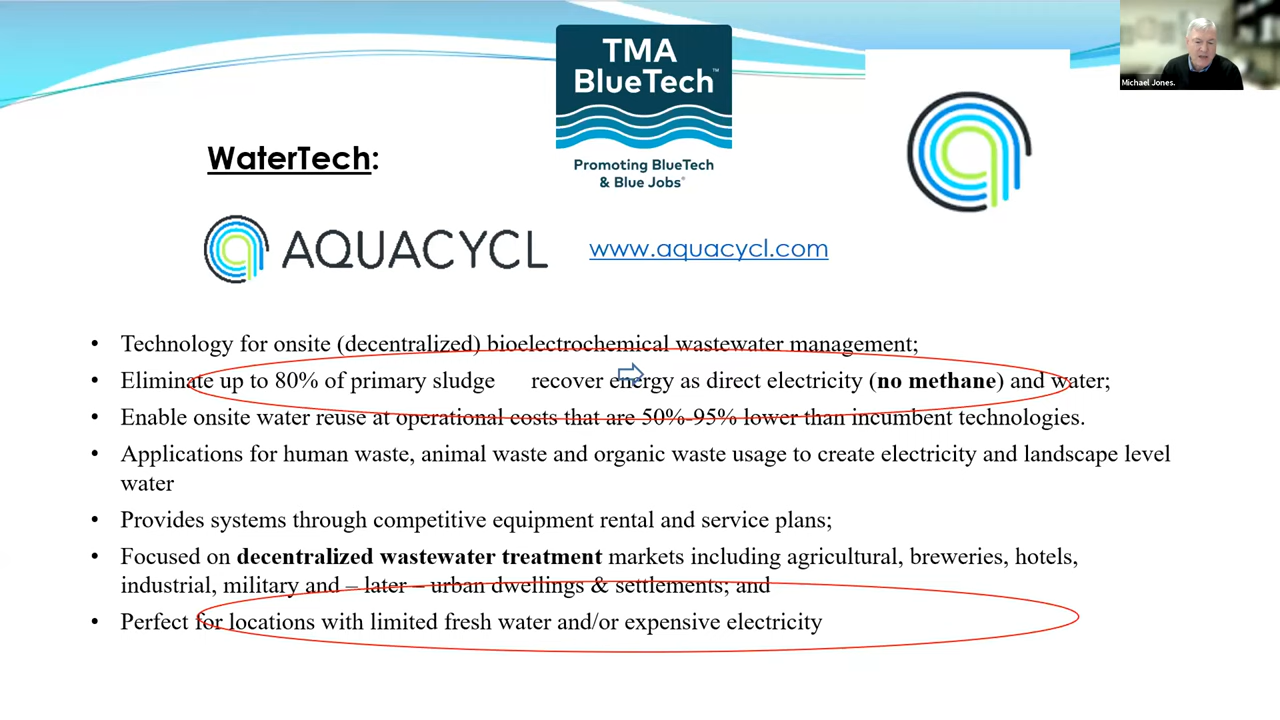 TMA
BlueTech™
Promoting BlueTech
& Blue Jobs®
Michael Jones.
WaterTech:
AQUACYCL
www.aquacycl.com
• Technology for onsite (decentralized) bioelectrochemical wastewater management;
• Eliminate up to 80% of primary sludge recover energy as direct electricity (no methane) and water;
• Enable onsite water reuse at operational costs that are 50%-95% lower than incumbent technologies.
• Applications for human waste, animal waste and organic waste usage to create electricity and landscape level
water
• Provides systems through competitive equipment rental and service plans;
• Focused on decentralized wastewater treatment markets including agricultural, breweries, hotels,
industrial, military and – later – urban dwellings & settlements; and
• Perfect for locations with limited fresh water and/or expensive electricity